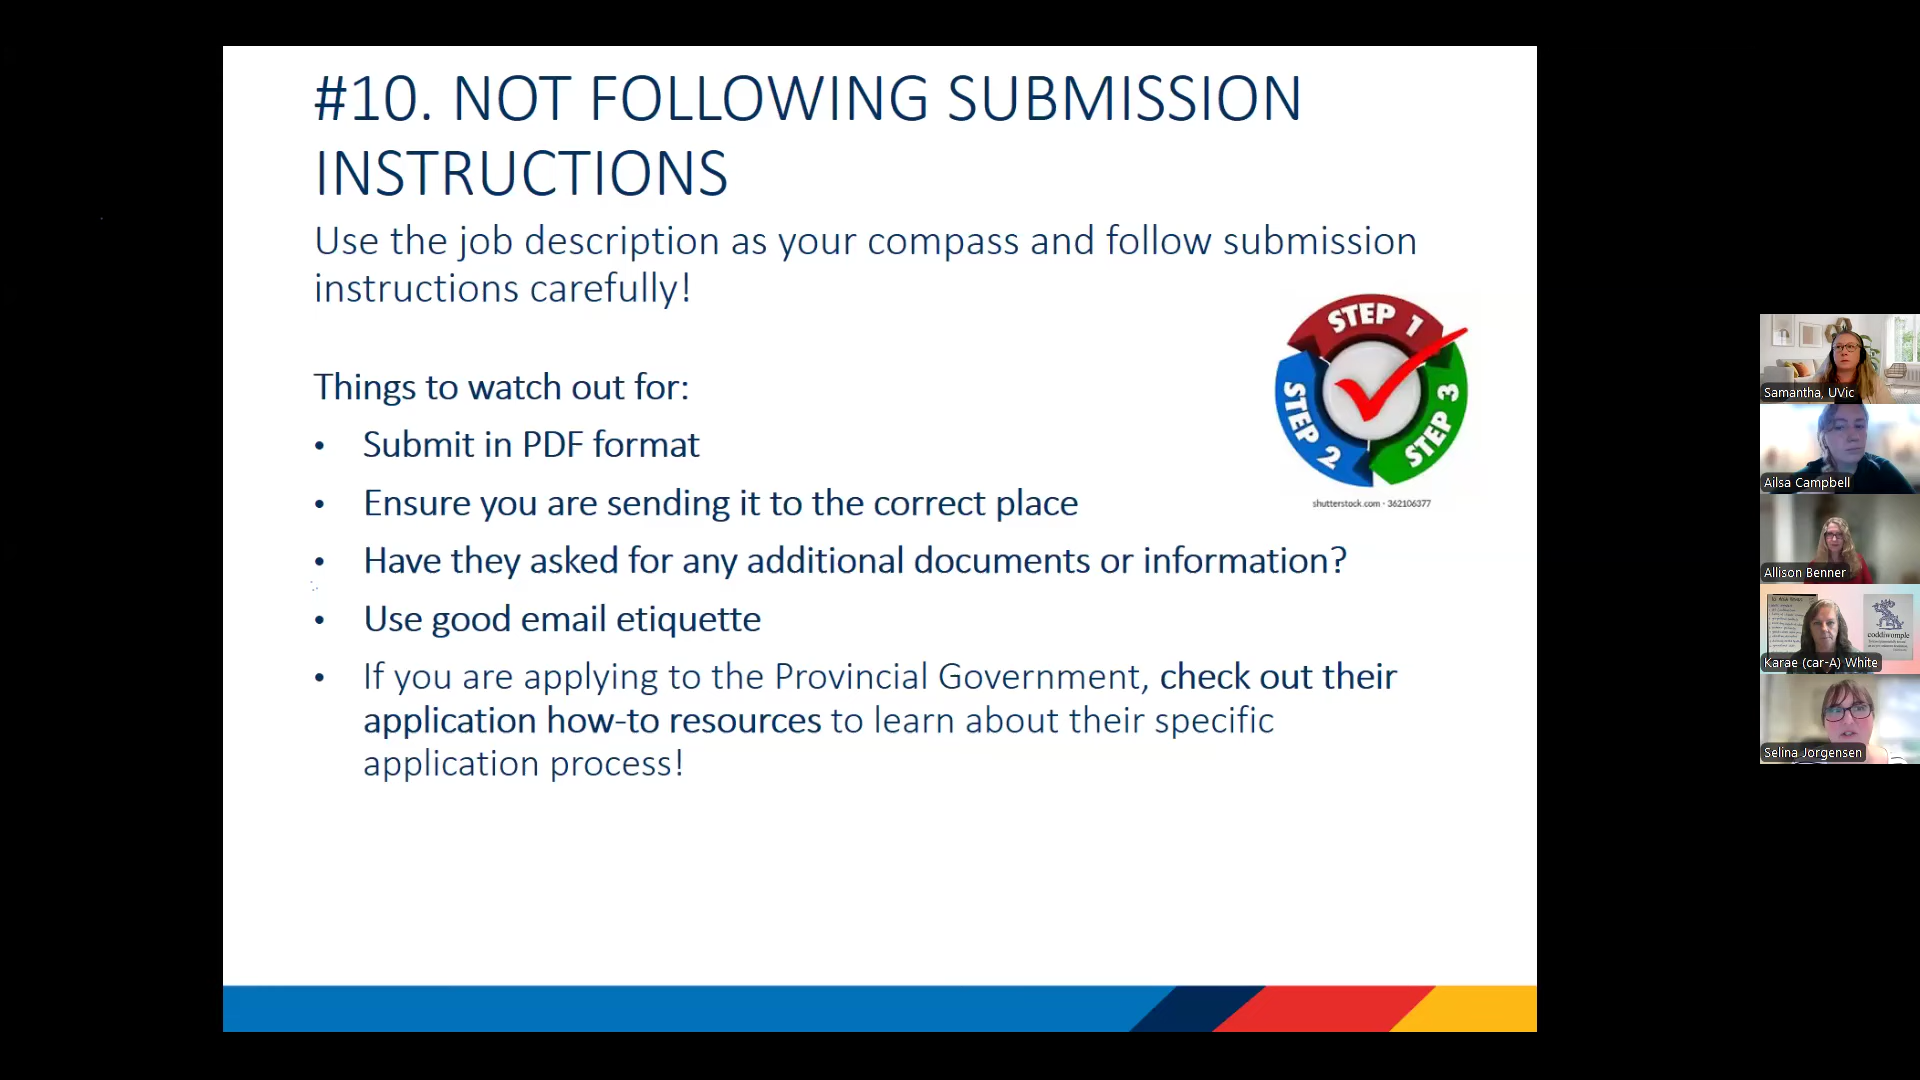 #10. NOT FOLLOWING SUBMISSION
INSTRUCTIONS
Use the job description as your compass and follow submission
instructions carefully!
STEP 1
STEP 2
STEP 3
shutterstock.com · 362106377
Things to watch out for:
• Submit in PDF format
• Ensure you are sending it to the correct place
• Have they asked for any additional documents or information?
• Use good email etiquette
• If you are applying to the Provincial Government, check out their
application how-to resources to learn about their specific
application process!
Samantha, UVic
Ailsa Campbell
Allison Benner
coddiwomple
Karae (car-A) White
Selina Jorgensen